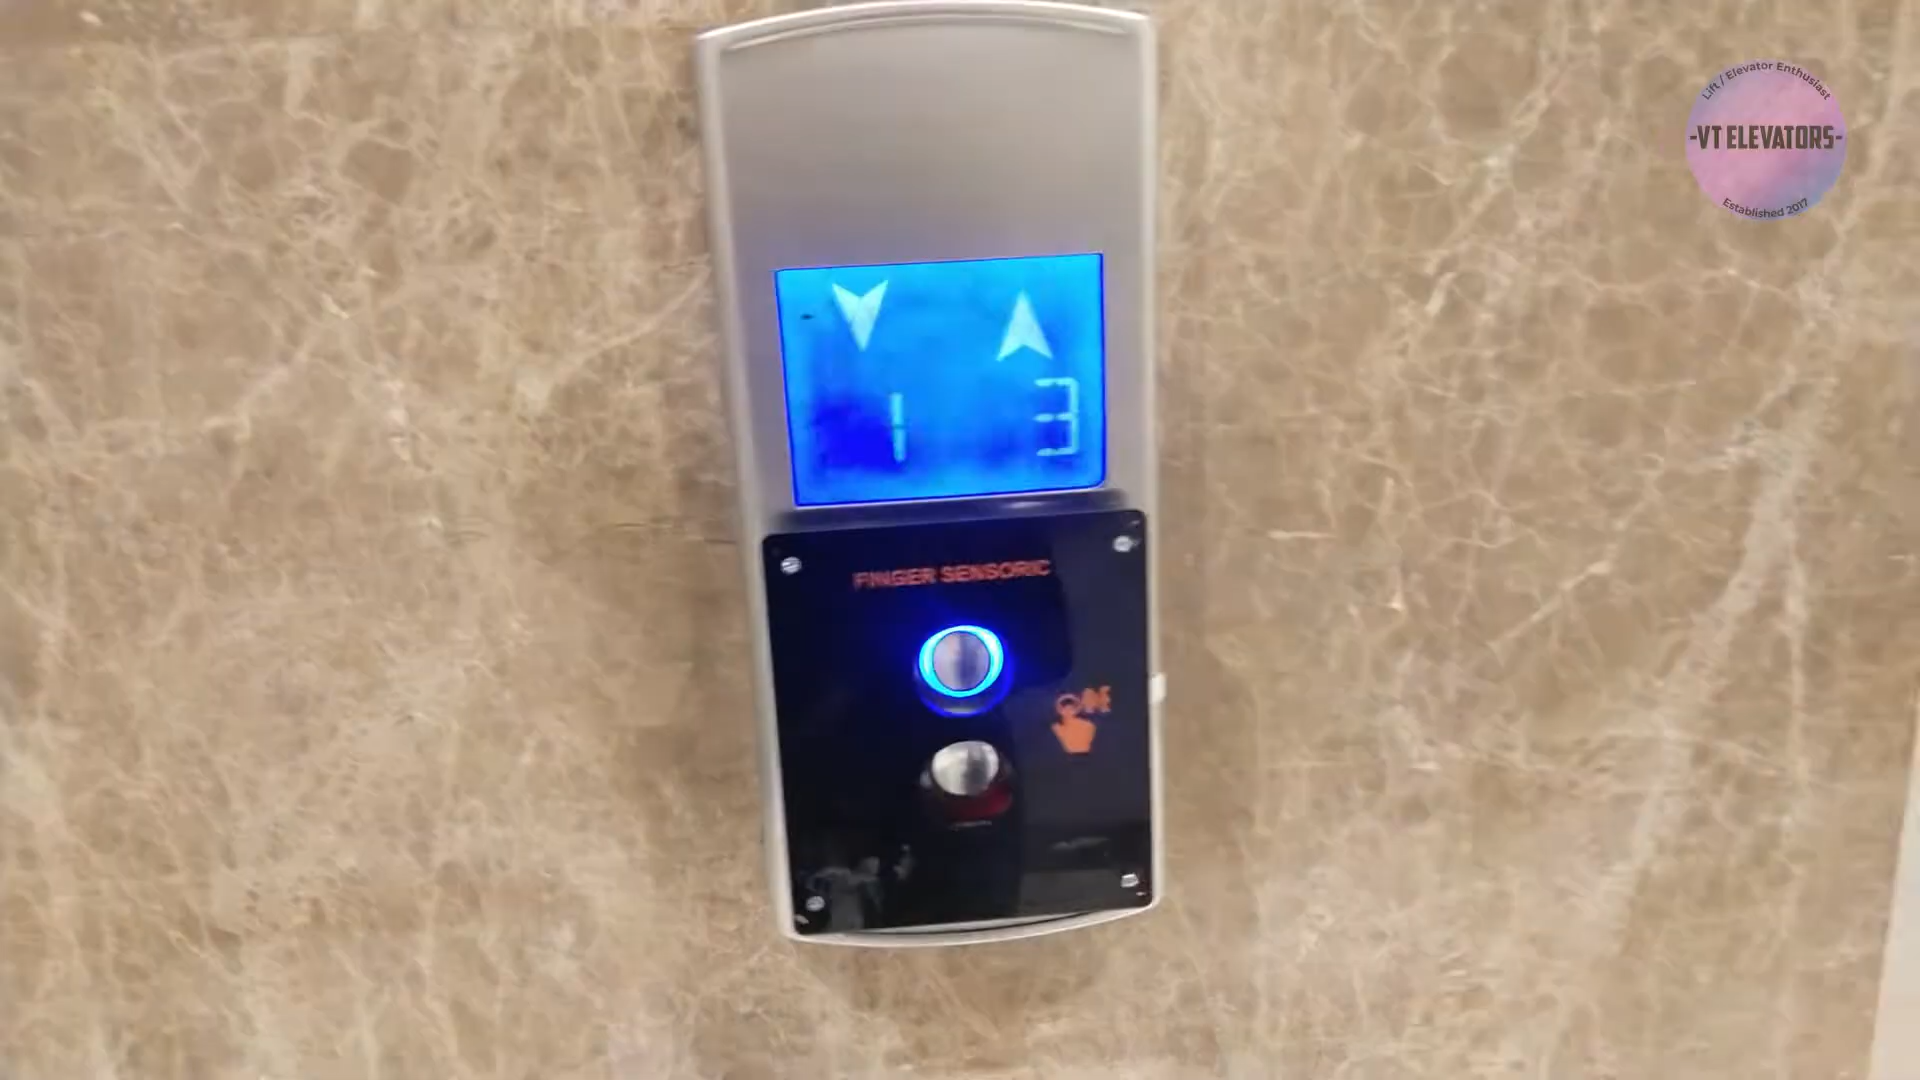 Lift / Elevator Enthusiast
-VT ELEVATORS-
Established 2017
1 3
FINGER SENSORIC